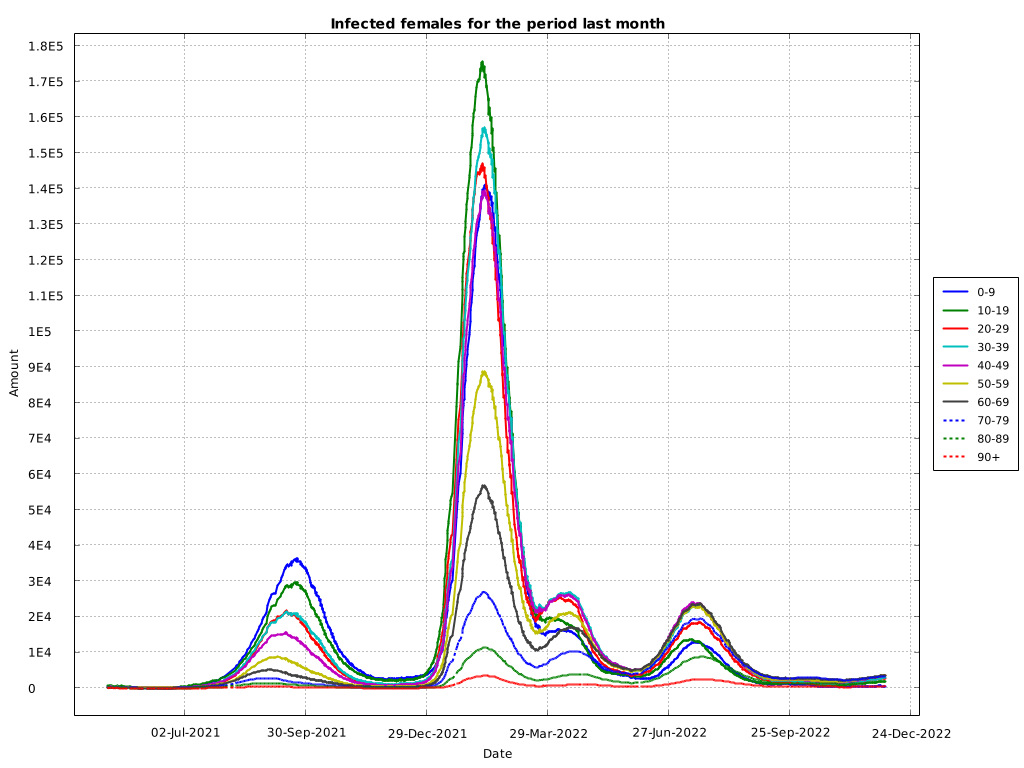 Infected females for the period last month
1.8E5
1.7E5
1.6E5
1.5E5
1.4E5
1.3E5
1.2E5
1.1E5
1E5
9E4
8E4
7E4
6E4
5E4
4E4
3E4
2E4
1E4
0
Amount
02-Jul-2021 30-Sep-2021 29-Dec-2021 29-Mar-2022 27-Jun-2022 25-Sep-2022 24-Dec-2022
Date
0-9
10-19
20-29
30-39
40-49
50-59
60-69
70-79
80-89
90+